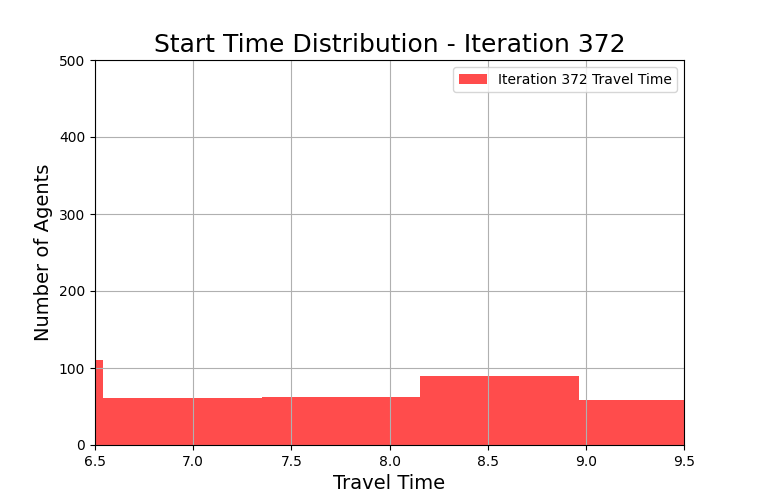 Start Time Distribution - Iteration 372
Iteration 372 Travel Time
Number of Agents
500
400
300
200
100
0
6.5 7.0 7.5 8.0 8.5 9.0 9.5
Travel Time